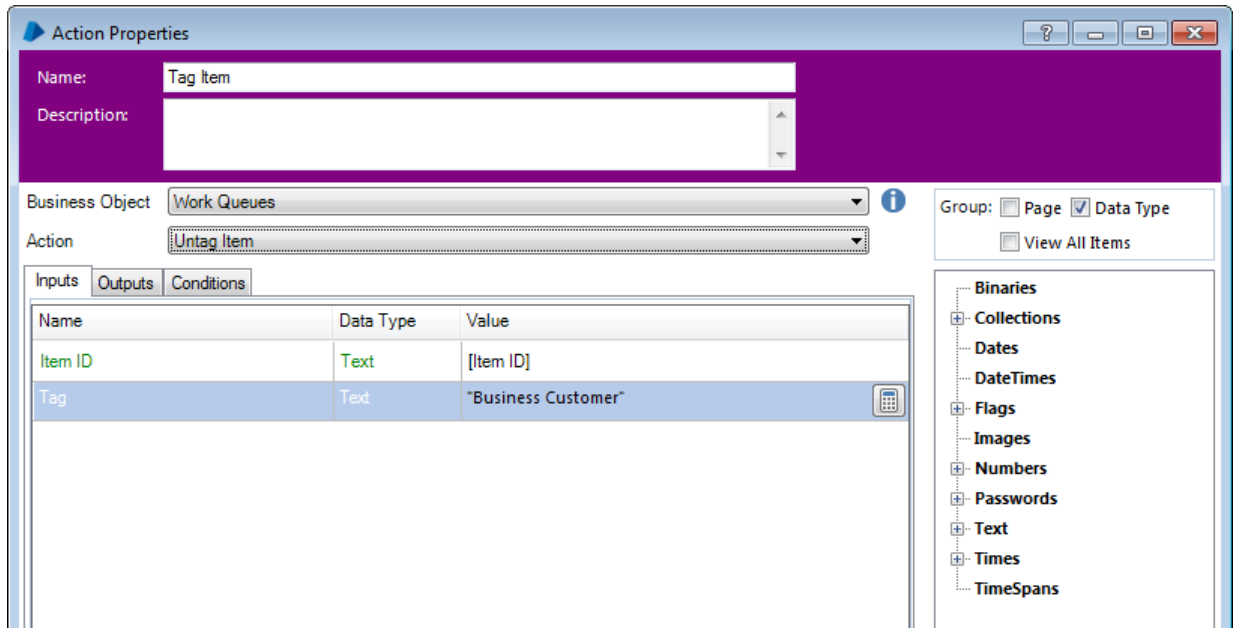 Action Properties
?
Name: Tag Item
Description:
Business Object Work Queues
Group: Page Data Type
Action Untag Item
View All Items
Inputs Outputs Conditions
Name Data Type Value
Item ID Text [Item ID]
Tag Text "Business Customer"
Binaries
Collections
Dates
DateTimes
Flags
Images
Numbers
Passwords
Text
Times
TimeSpans